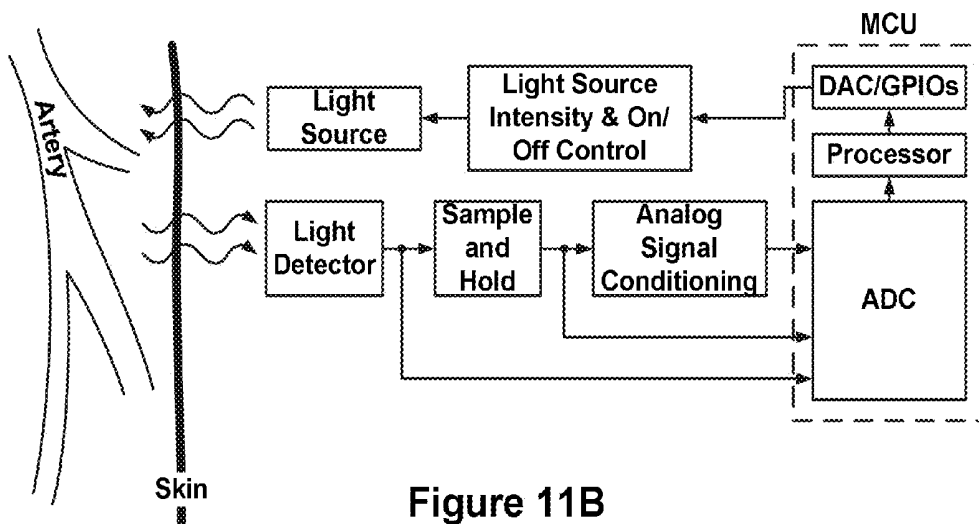 MCU
Artery
Light
Source
Light Source
Intensity & On/
Off Control
DAC/GPIOs
Processor
Light
Detector
Sample
and
Hold
Analog
Signal
Conditioning
ADC
Skin
Figure 11B